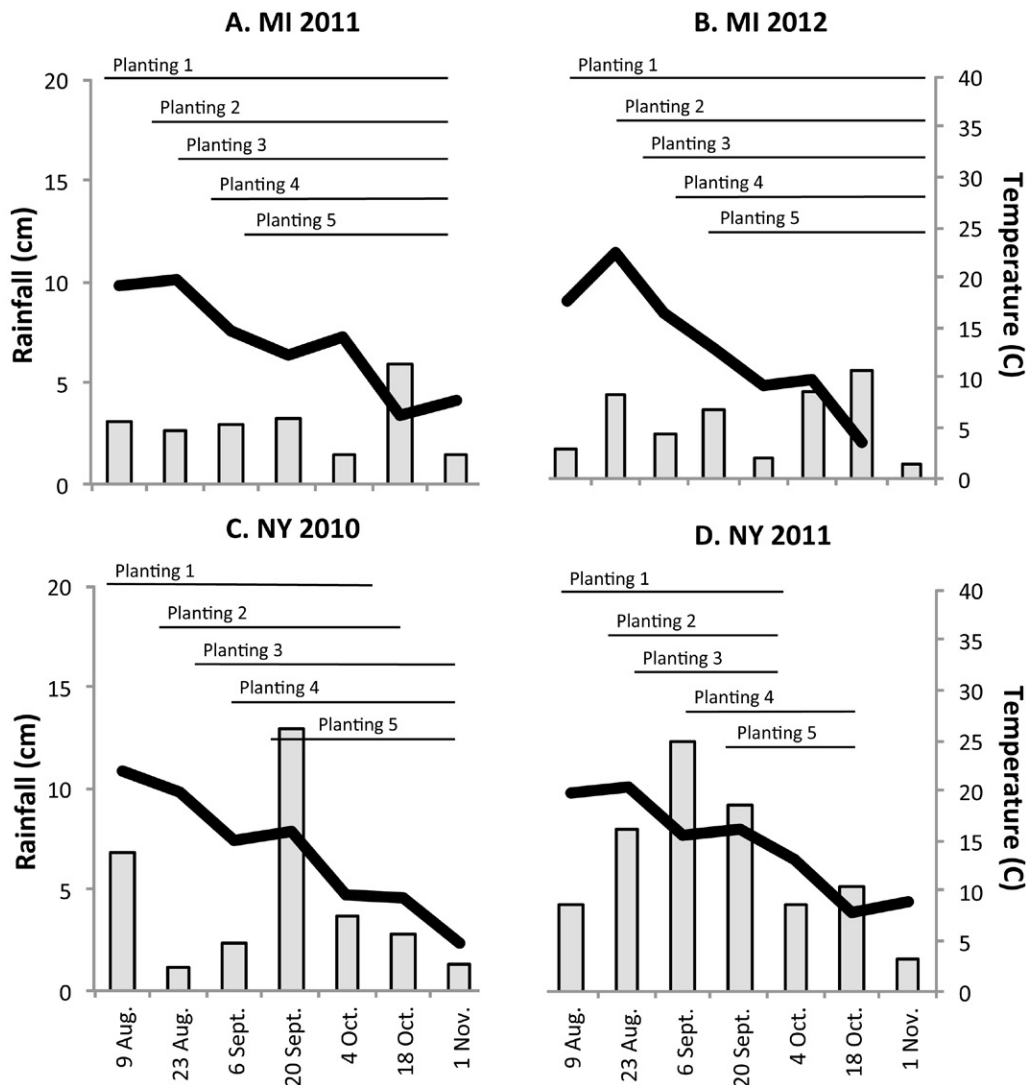 A. MI 2011
Planting 1
Planting 2
Planting 3
Planting 4
Planting 5
20
15
10
5
0
Rainfall (cm)
B. MI 2012
Planting 1
Planting 2
Planting 3
Planting 4
Planting 5
40
35
30
25
20
15
10
5
0
Temperature (C)
C. NY 2010
Planting 1
Planting 2
Planting 3
Planting 4
Planting 5
20
15
10
5
0
Rainfall (cm)
9 Aug.
23 Aug.
6 Sept.
20 Sept.
4 Oct.
18 Oct.
1 Nov.
D. NY 2011
Planting 1
Planting 2
Planting 3
Planting 4
Planting 5
40
35
30
25
20
15
10
5
0
Temperature (C)
9 Aug.
23 Aug.
6 Sept.
20 Sept.
4 Oct.
18 Oct.
1 Nov.